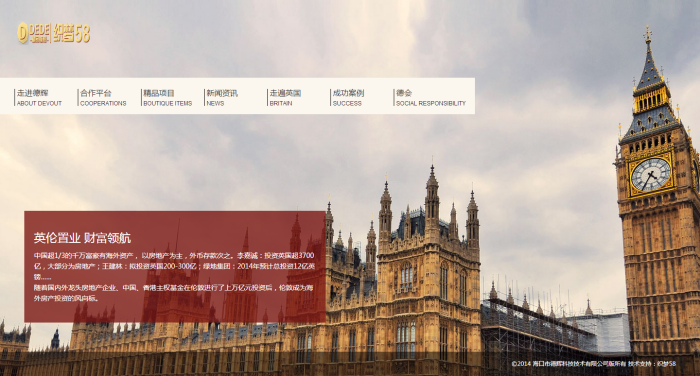 DEDE 织梦58
走进德辉 合作平台 精品项目 新闻资讯 走遍英国 成功案例 德会
ABOUT DEVOUT COOPERATIONS BOUTIQUE ITEMS NEWS BRITAIN SUCCESS SOCIAL RESPONSIBILITY
英伦置业 财富领航
中国超1/3的千万富豪有海外资产，以房地产为主，外币存款次之。李嘉诚：投资英国超3700
亿，大部分为房地产；王建林：拟投资英国200-300亿；绿地集团：2014年预计总投资12亿英
镑……
随着国内外龙头房地产企业、中国、香港主权基金在伦敦进行了上万亿元投资后，伦敦成为海
外房产投资的风向标。
©2014 海口市德辉科技技术有限公司版所有 技术支持：织梦58